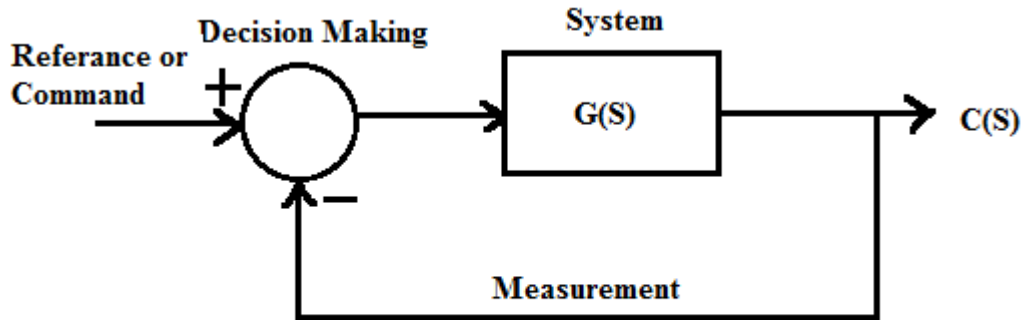 System
Decision Making
Referance or
Command
+
G(S)
C(S)
−
Measurement